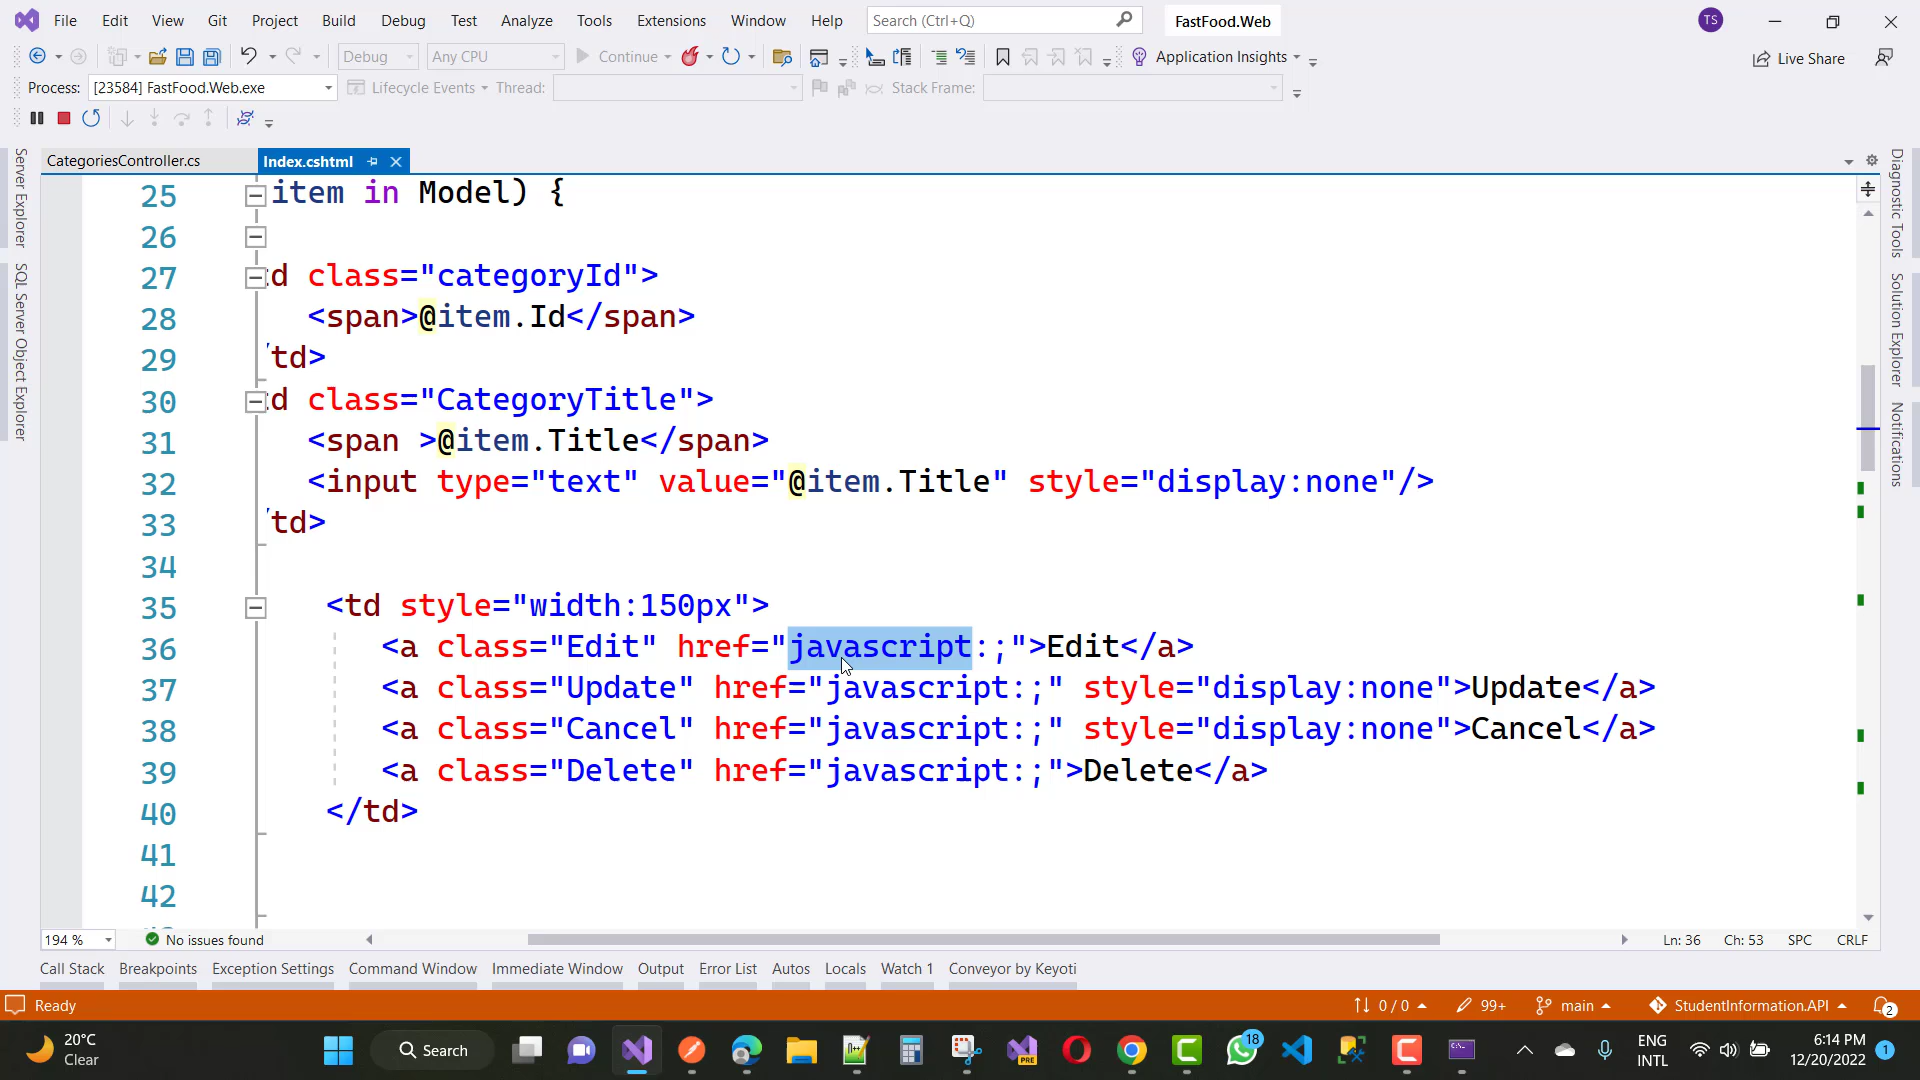 File Edit View Git Project Build Debug Test Analyze Tools Extensions Window Help Search (Ctrl+Q) FastFood.Web TS
Debug Any CPU Continue Application Insights Live Share
Process: [23584] FastFood.Web.exe Lifecycle Events Thread: Stack Frame:
CategoriesController.cs Index.cshtml
Server Explorer
SQL Server Object Explorer
Diagnostic Tools
Solution Explorer
Notifications
25 item in Model) {
26
27 d class="categoryId">
28 <span>@item.Id</span>
29 td>
30 d class="CategoryTitle">
31 <span >@item.Title</span>
32 <input type="text" value="@item.Title" style="display:none"/>
33 td>
34
35 <td style="width:150px">
36 <a class="Edit" href="javascript:;">Edit</a>
37 <a class="Update" href="javascript:;" style="display:none">Update</a>
38 <a class="Cancel" href="javascript:;" style="display:none">Cancel</a>
39 <a class="Delete" href="javascript:;">Delete</a>
40 </td>
41
42
194 % No issues found Ln: 36 Ch: 53 SPC CRLF
Call Stack Breakpoints Exception Settings Command Window Immediate Window Output Error List Autos Locals Watch 1 Conveyor by Keyoti
Ready 0 / 0 99+ main StudentInformation.API 2
20°C Search PRE 18 ENG 6:14 PM
Clear INTL 12/20/2022 1